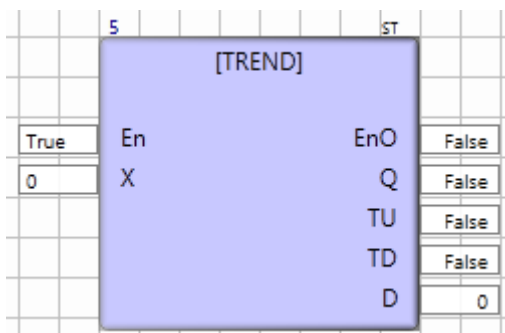 5 ST
[TREND]
True En EnO False
0 X Q False
TU False
TD False
D 0